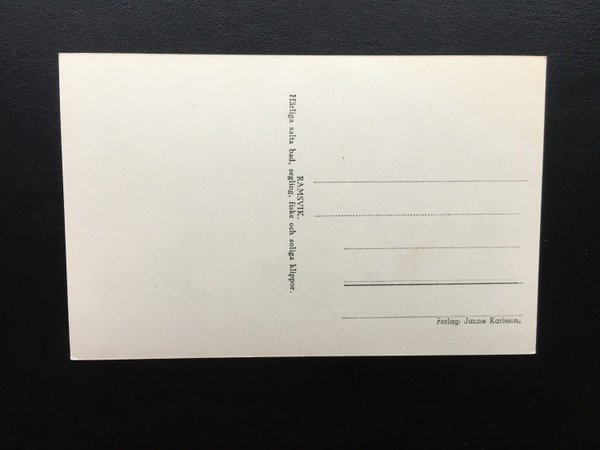 RAMSVIK.
Härliga salta bad, segling, fiske och soliga klippor.
Förlag: Janne Karlsson,